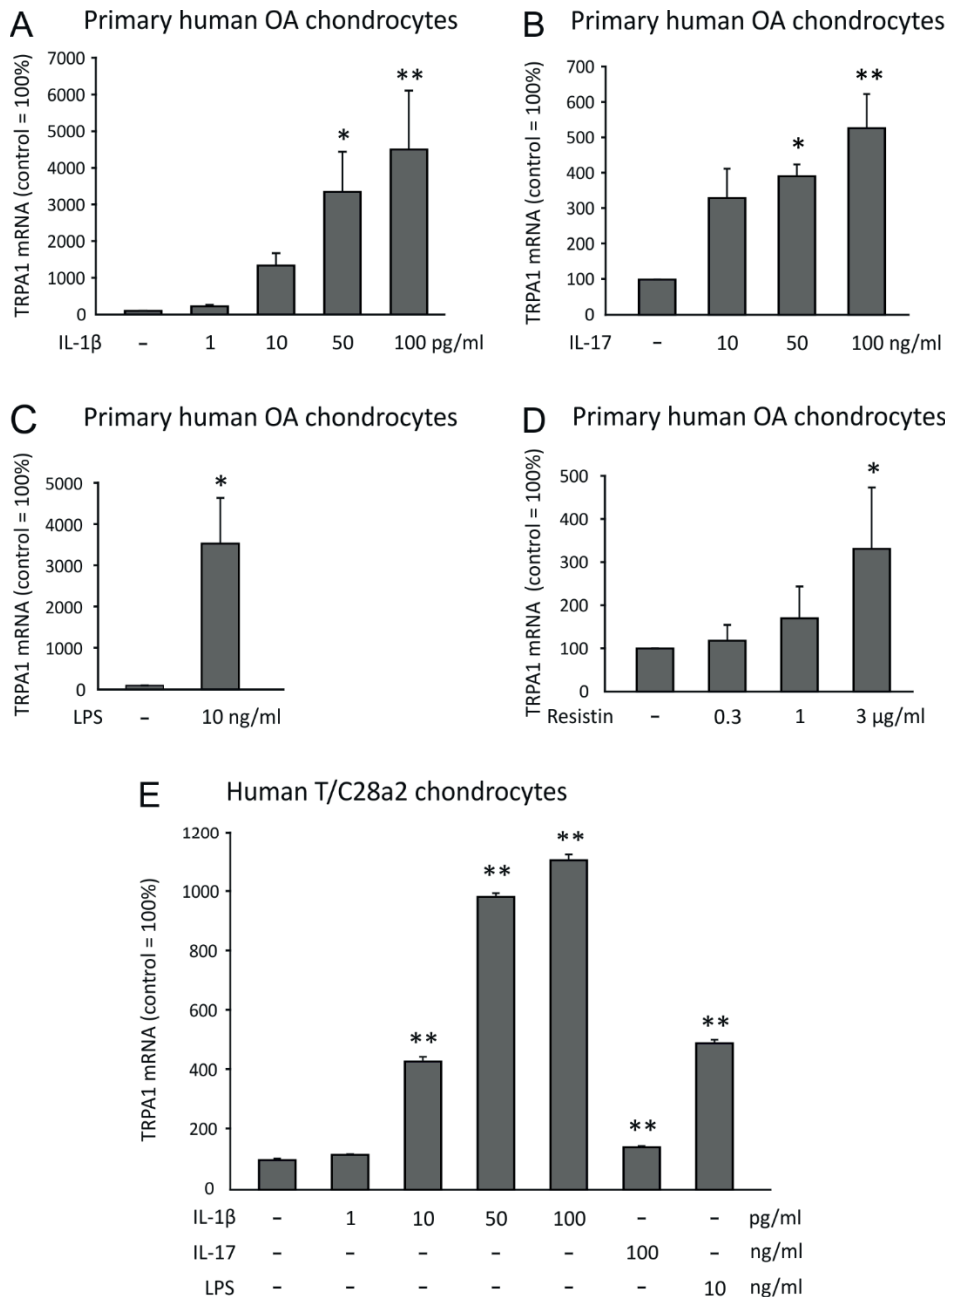 A Primary human OA chondrocytes
TRPA1 mRNA (control = 100%)
7000
6000
5000
4000
3000
2000
1000
0
*
**
IL-1β – 1 10 50 100 pg/ml
B Primary human OA chondrocytes
TRPA1 mRNA (control = 100%)
700
600
500
400
300
200
100
0
*
**
IL-17 – 10 50 100 ng/ml
C Primary human OA chondrocytes
TRPA1 mRNA (control = 100%)
5000
4000
3000
2000
1000
0
*
LPS – 10 ng/ml
D Primary human OA chondrocytes
TRPA1 mRNA (control = 100%)
500
400
300
200
100
0
*
Resistin – 0.3 1 3 µg/ml
E Human T/C28a2 chondrocytes
TRPA1 mRNA (control = 100%)
1200
1000
800
600
400
200
0
**
**
**
**
**
IL-1β – 1 10 50 100 – – pg/ml
IL-17 – – – – – 100 – ng/ml
LPS – – – – – – 10 ng/ml